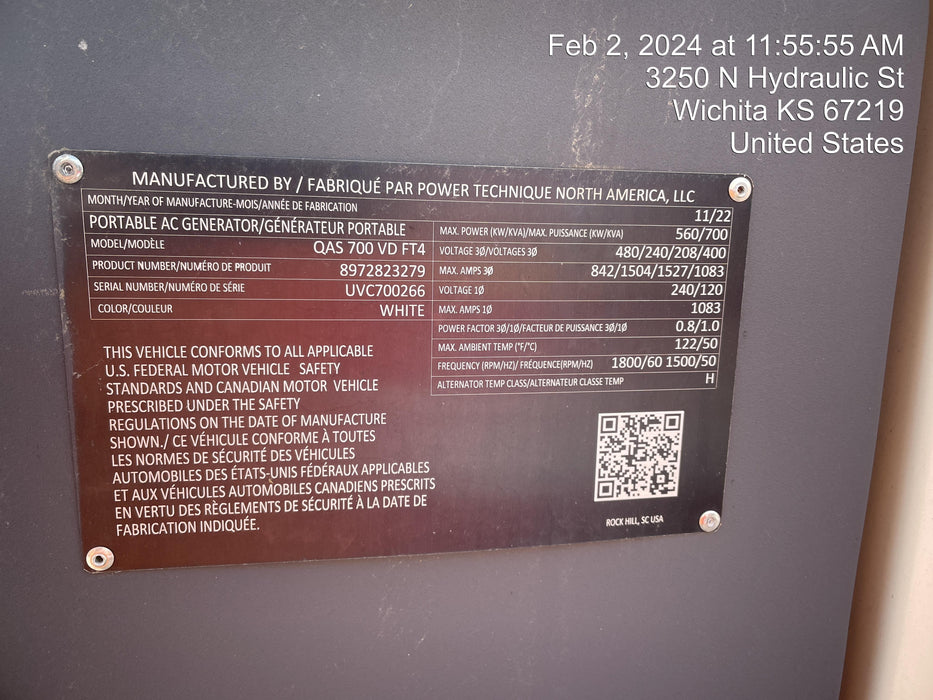 Feb 2, 2024 at 11:55:55 AM
3250 N Hydraulic St
Wichita KS 67219
United States
MANUFACTURED BY / FABRIQUÉ PAR POWER TECHNIQUE NORTH AMERICA, LLC
MONTH/YEAR OF MANUFACTURE-MOIS/ANNÉE DE FABRICATION 11/22
PORTABLE AC GENERATOR/GÉNÉRATEUR PORTABLE
MODEL/MODÈLE QAS 700 VD FT4
PRODUCT NUMBER/NUMÉRO DE PRODUIT 8972823279
SERIAL NUMBER/NUMÉRO DE SÉRIE UVC700266
COLOR/COULEUR WHITE
MAX. POWER (KW/KVA)/MAX. PUISSANCE (KW/KVA) 560/700
VOLTAGE 3Ø/VOLTAGES 3Ø 480/240/208/400
MAX. AMPS 3Ø 842/1504/1527/1083
VOLTAGE 1Ø 240/120
MAX. AMPS 1Ø 1083
POWER FACTOR 3Ø/1Ø/FACTEUR DE PUISSANCE 3Ø/1Ø 0.8/1.0
MAX. AMBIENT TEMP (°F/°C) 122/50
FREQUENCY (RPM/HZ)/ FRÉQUENCE(RPM/HZ) 1800/60 1500/50
ALTERNATOR TEMP CLASS/ALTERNATEUR CLASSE TEMP H
THIS VEHICLE CONFORMS TO ALL APPLICABLE
U.S. FEDERAL MOTOR VEHICLE SAFETY
STANDARDS AND CANADIAN MOTOR VEHICLE
PRESCRIBED UNDER THE SAFETY
REGULATIONS ON THE DATE OF MANUFACTURE
SHOWN./ CE VÉHICULE CONFORME À TOUTES
LES NORMES DE SÉCURITÉ DES VÉHICULES
AUTOMOBILES DES ÉTATS-UNIS FÉDÉRAUX APPLICABLES
ET AUX VÉHICULES AUTOMOBILES CANADIENS PRESCRITS
EN VERTU DES RÈGLEMENTS DE SÉCURITÉ À LA DATE DE
FABRICATION INDIQUÉE.
ROCK HILL, SC USA